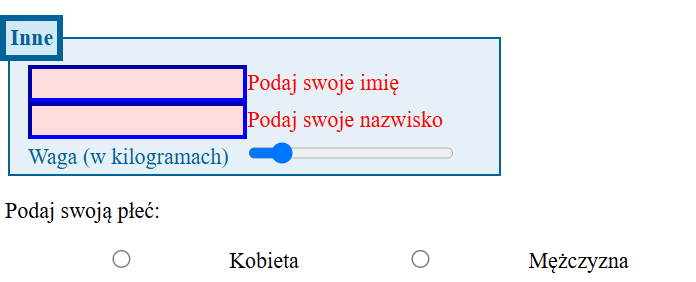 Inne
Podaj swoje imię
Podaj swoje nazwisko
Waga (w kilogramach)
Podaj swoją płeć:
Kobieta Mężczyzna